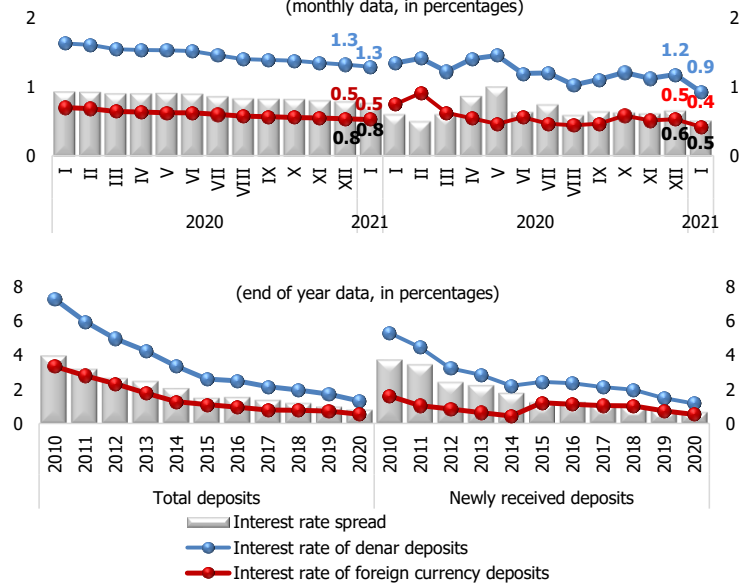 (monthly data, in percentages)
2 2
1.3 1.3 1.2 0.9
1 1
0.5 0.5 0.5 0.4
0.8 0.8 0.6 0.5
0 0
I II III IV V VI VII VIII IX X XI XII I I II III IV V VI VII VIII IX X XI XII I
2020 2021 2020 2021
(end of year data, in percentages)
8 8
6 6
4 4
2 2
0 0
2010 2011 2012 2013 2014 2015 2016 2017 2018 2019 2020 2010 2011 2012 2013 2014 2015 2016 2017 2018 2019 2020
Total deposits Newly received deposits
Interest rate spread
Interest rate of denar deposits
Interest rate of foreign currency deposits